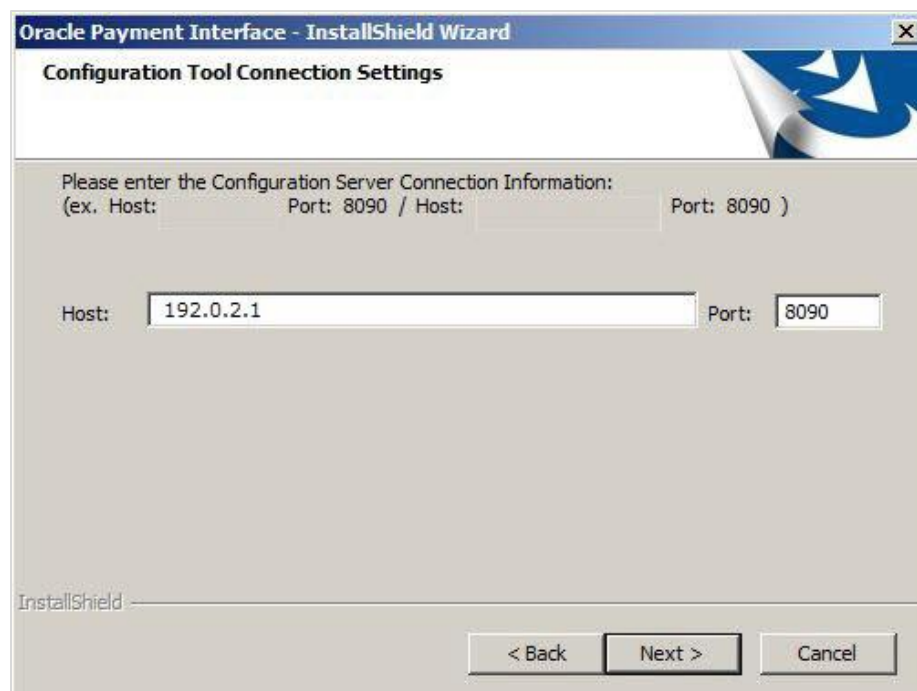 Oracle Payment Interface - InstallShield Wizard
Configuration Tool Connection Settings
Please enter the Configuration Server Connection Information:
(ex. Host: Port: 8090 / Host: Port: 8090 )
Host: 192.0.2.1 Port: 8090
InstallShield
< Back Next > Cancel